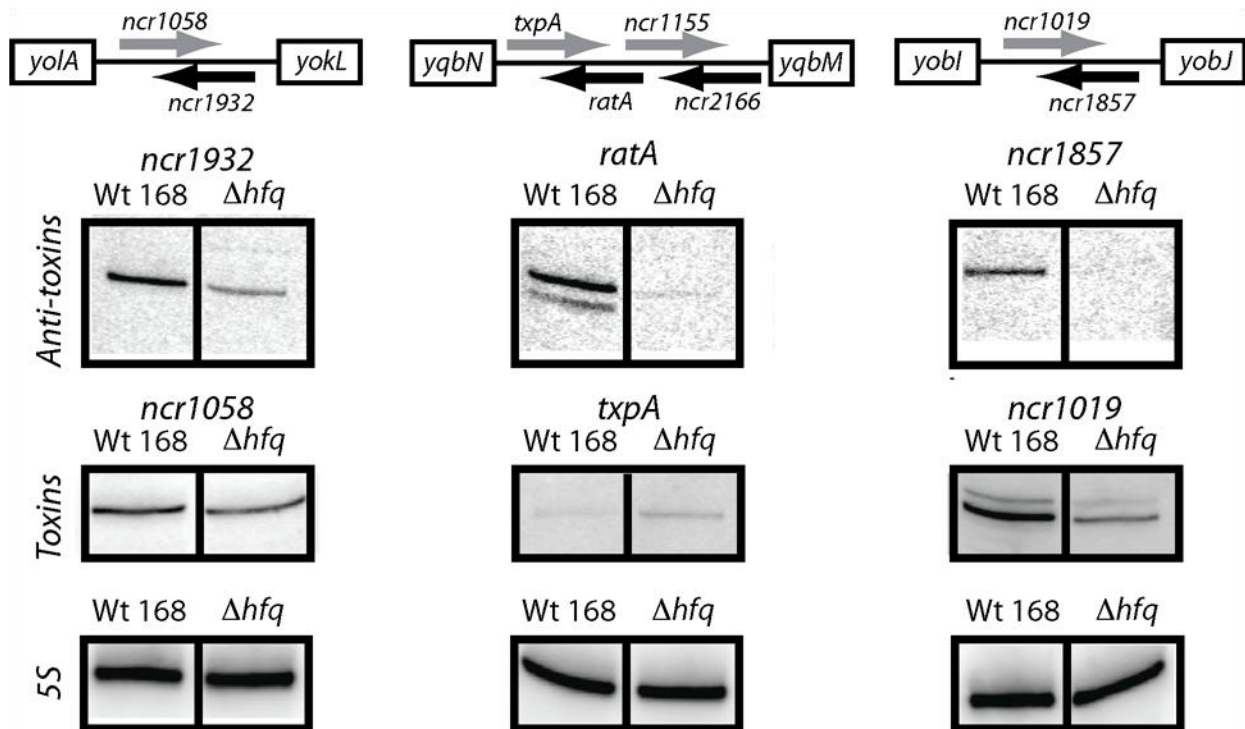 ncr1058 txpA ncr1155 ncr1019
yolA yokL yqbN yqbM yobI yobJ
ncr1932 ratA ncr2166 ncr1857
ncr1932 ratA ncr1857
Wt 168 Δhfq Wt 168 Δhfq Wt 168 Δhfq
Anti-toxins
ncr1058 txpA ncr1019
Wt 168 Δhfq Wt 168 Δhfq Wt 168 Δhfq
Toxins
Wt 168 Δhfq Wt 168 Δhfq Wt 168 Δhfq
5S